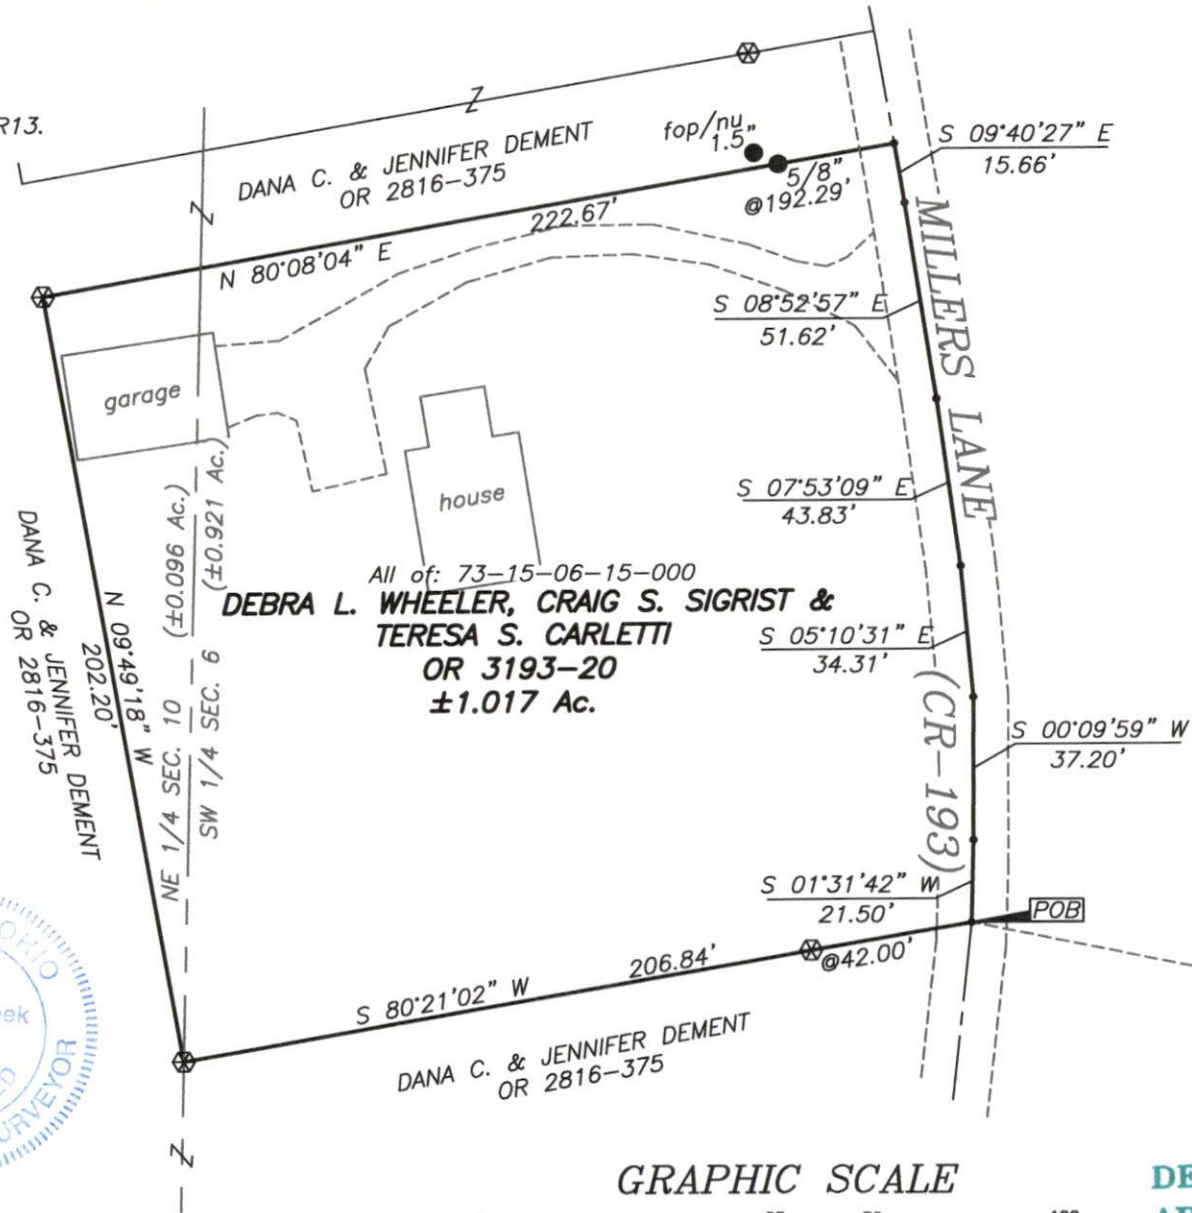 R13.
Z
DANA C. & JENNIFER DEMENT
OR 2816-375
fop/nu
1.5"
5/8"
@192.29'
S 09°40'27" E
15.66'
Z
222.67'
N 80°08'04" E
MILLERS LANE
S 08°52'57" E
51.62'
garage
house
S 07°53'09" E
43.83'
All of: 73-15-06-15-000
DEBRA L. WHEELER, CRAIG S. SIGRIST &
TERESA S. CARLETTI
OR 3193-20
±1.017 Ac.
NE 1/4 SEC. 10 (±0.096 Ac.)
SW 1/4 SEC. 6 (±0.921 Ac.)
DANA C. & JENNIFER DEMENT
OR 2816-375
N 09°49'18" W
202.20'
S 05°10'31" E
34.31'
(CR-193)
S 00°09'59" W
37.20'
S 01°31'42" W
21.50'
POB
@42.00'
206.84'
S 80°21'02" W
DANA C. & JENNIFER DEMENT
OR 2816-375
OHIO
SURVEYOR
Z
GRAPHIC SCALE